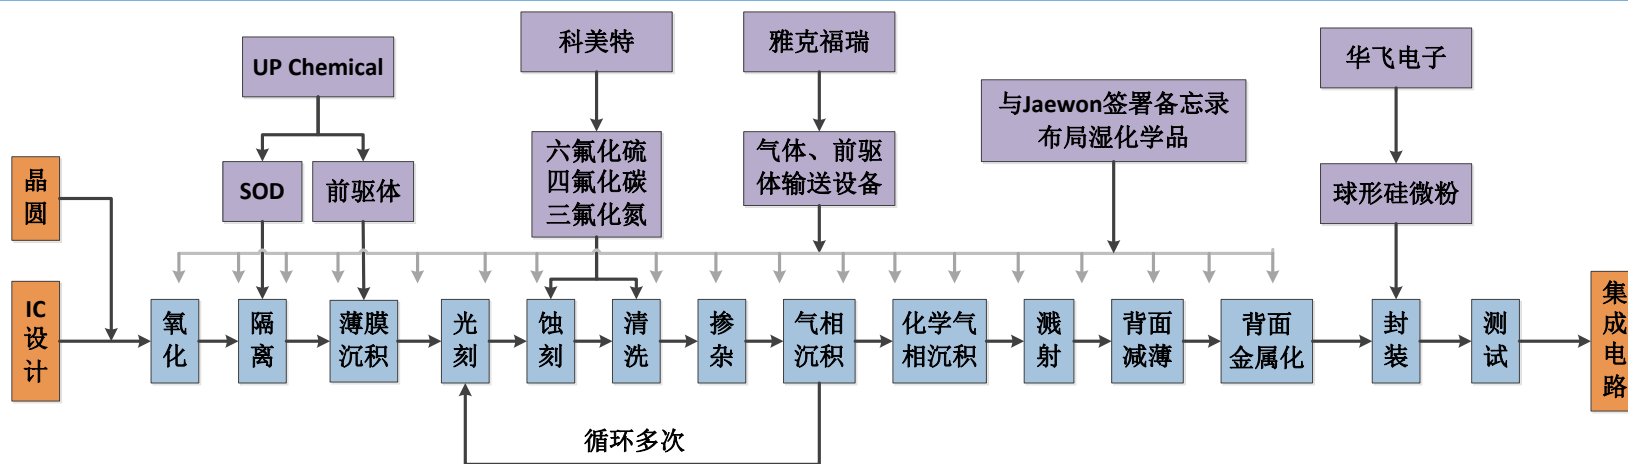 UP Chemical
科美特
雅克福瑞
华飞电子
与Jaewon签署备忘录
布局湿化学品
SOD
前驱体
六氟化硫
四氟化碳
三氟化氮
气体、前驱
体输送设备
球形硅微粉
晶
圆
IC
设
计
氧
化
隔
离
薄膜
沉积
光
刻
蚀
刻
清
洗
掺
杂
气相
沉积
化学气
相沉积
溅
射
背面
减薄
背面
金属化
封
装
测
试
集
成
电
路
循环多次